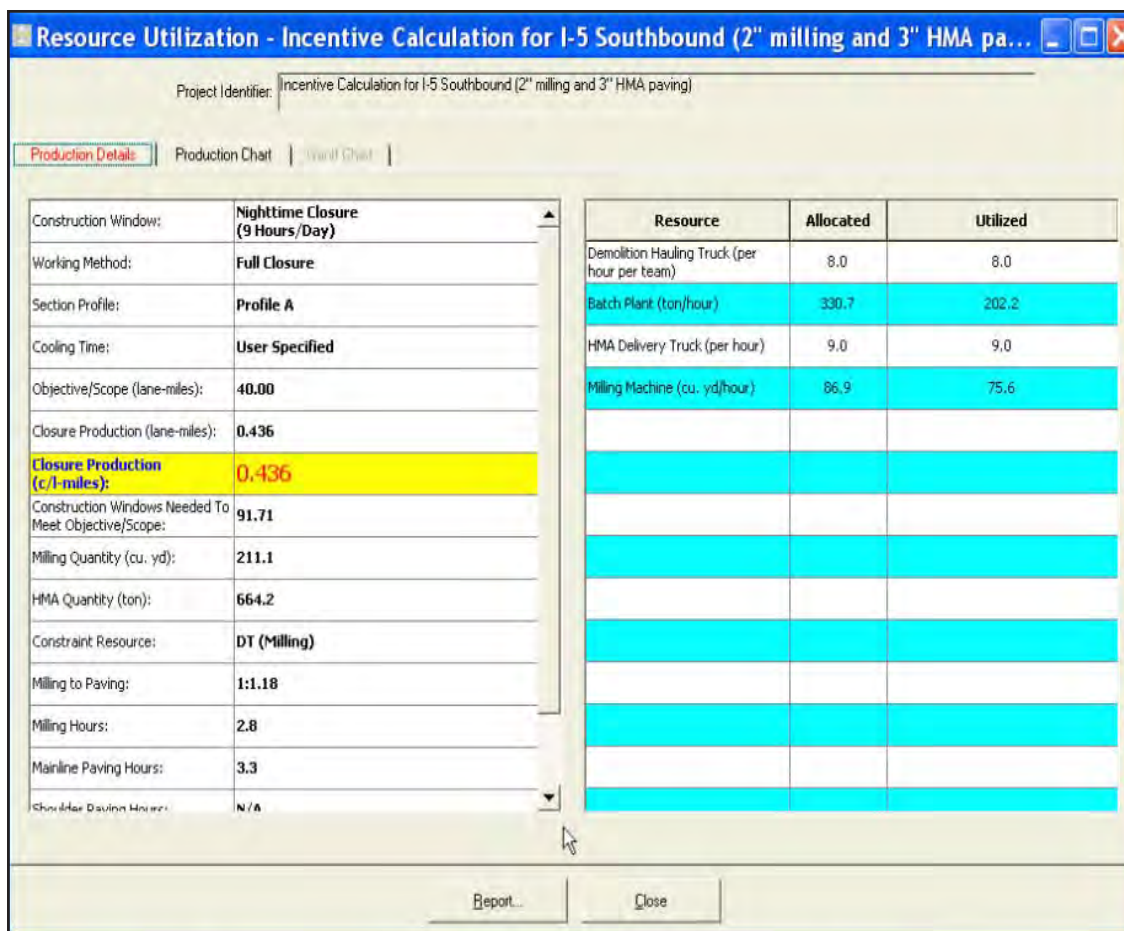 Resource Utilization - Incentive Calculation for I-5 Southbound (2" milling and 3" HMA pa...
Project Identifier: Incentive Calculation for I-5 Southbound (2" milling and 3" HMA paving)
Production Details Production Chart Gantt Chart
Construction Window: Nighttime Closure
(9 Hours/Day)
Working Method: Full Closure
Section Profile: Profile A
Cooling Time: User Specified
Objective/Scope (lane-miles): 40.00
Closure Production (lane-miles): 0.436
Closure Production
(c/l-miles): 0.436
Construction Windows Needed To
Meet Objective/Scope: 91.71
Milling Quantity (cu. yd): 211.1
HMA Quantity (ton): 664.2
Constraint Resource: DT (Milling)
Milling to Paving: 1:1.18
Milling Hours: 2.8
Mainline Paving Hours: 3.3
Shoulder Paving Hours: N/A
Resource Allocated Utilized
Demolition Hauling Truck (per
hour per team) 8.0 8.0
Batch Plant (ton/hour) 330.7 202.2
HMA Delivery Truck (per hour) 9.0 9.0
Milling Machine (cu. yd/hour) 86.9 75.6
Report... Close